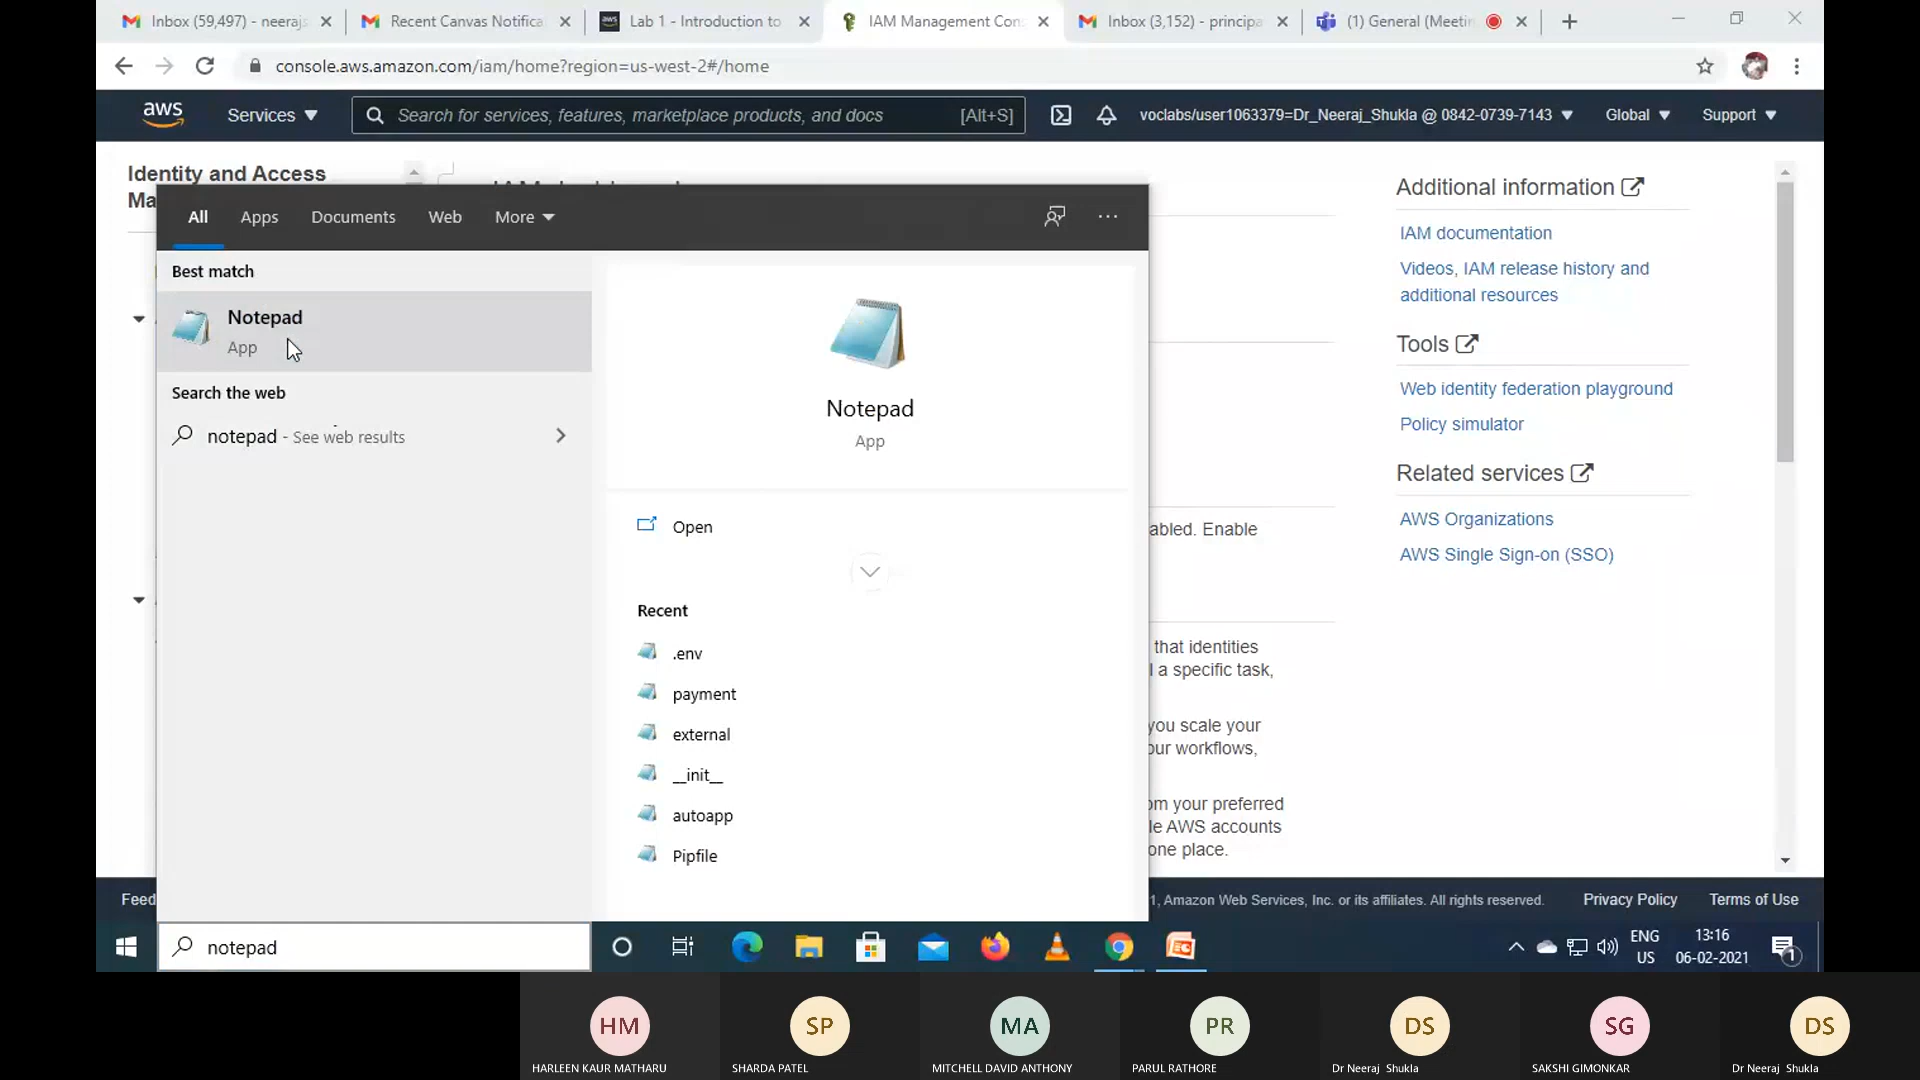 Inbox (59,497) - neerajs
Recent Canvas Notifica
Lab 1 - Introduction to
IAM Management Con
Inbox (3,152) - principa
(1) General (Meetin
console.aws.amazon.com/iam/home?region=us-west-2#/home
aws
Services
Search for services, features, marketplace products, and docs
[Alt+S]
voclabs/user1063379=Dr_Neeraj_Shukla @ 0842-0739-7143
Global
Support
Identity and Access
Ma
All
Apps
Documents
Web
More
Best match
Notepad
App
Search the web
notepad - See web results
Notepad
App
Open
Recent
.env
payment
external
__init__
autoapp
Pipfile
abled. Enable
that identities
a specific task,
you scale your
our workflows,
om your preferred
le AWS accounts
one place.
Additional information
IAM documentation
Videos, IAM release history and
additional resources
Tools
Web identity federation playground
Policy simulator
Related services
AWS Organizations
AWS Single Sign-on (SSO)
Feed
1, Amazon Web Services, Inc. or its affiliates. All rights reserved.
Privacy Policy
Terms of Use
notepad
ENG
US
13:16
06-02-2021
1
HM
SP
MA
PR
DS
SG
DS
HARLEEN KAUR MATHARU
SHARDA PATEL
MITCHELL DAVID ANTHONY
PARUL RATHORE
Dr Neeraj Shukla
SAKSHI GIMONKAR
Dr Neeraj Shukla